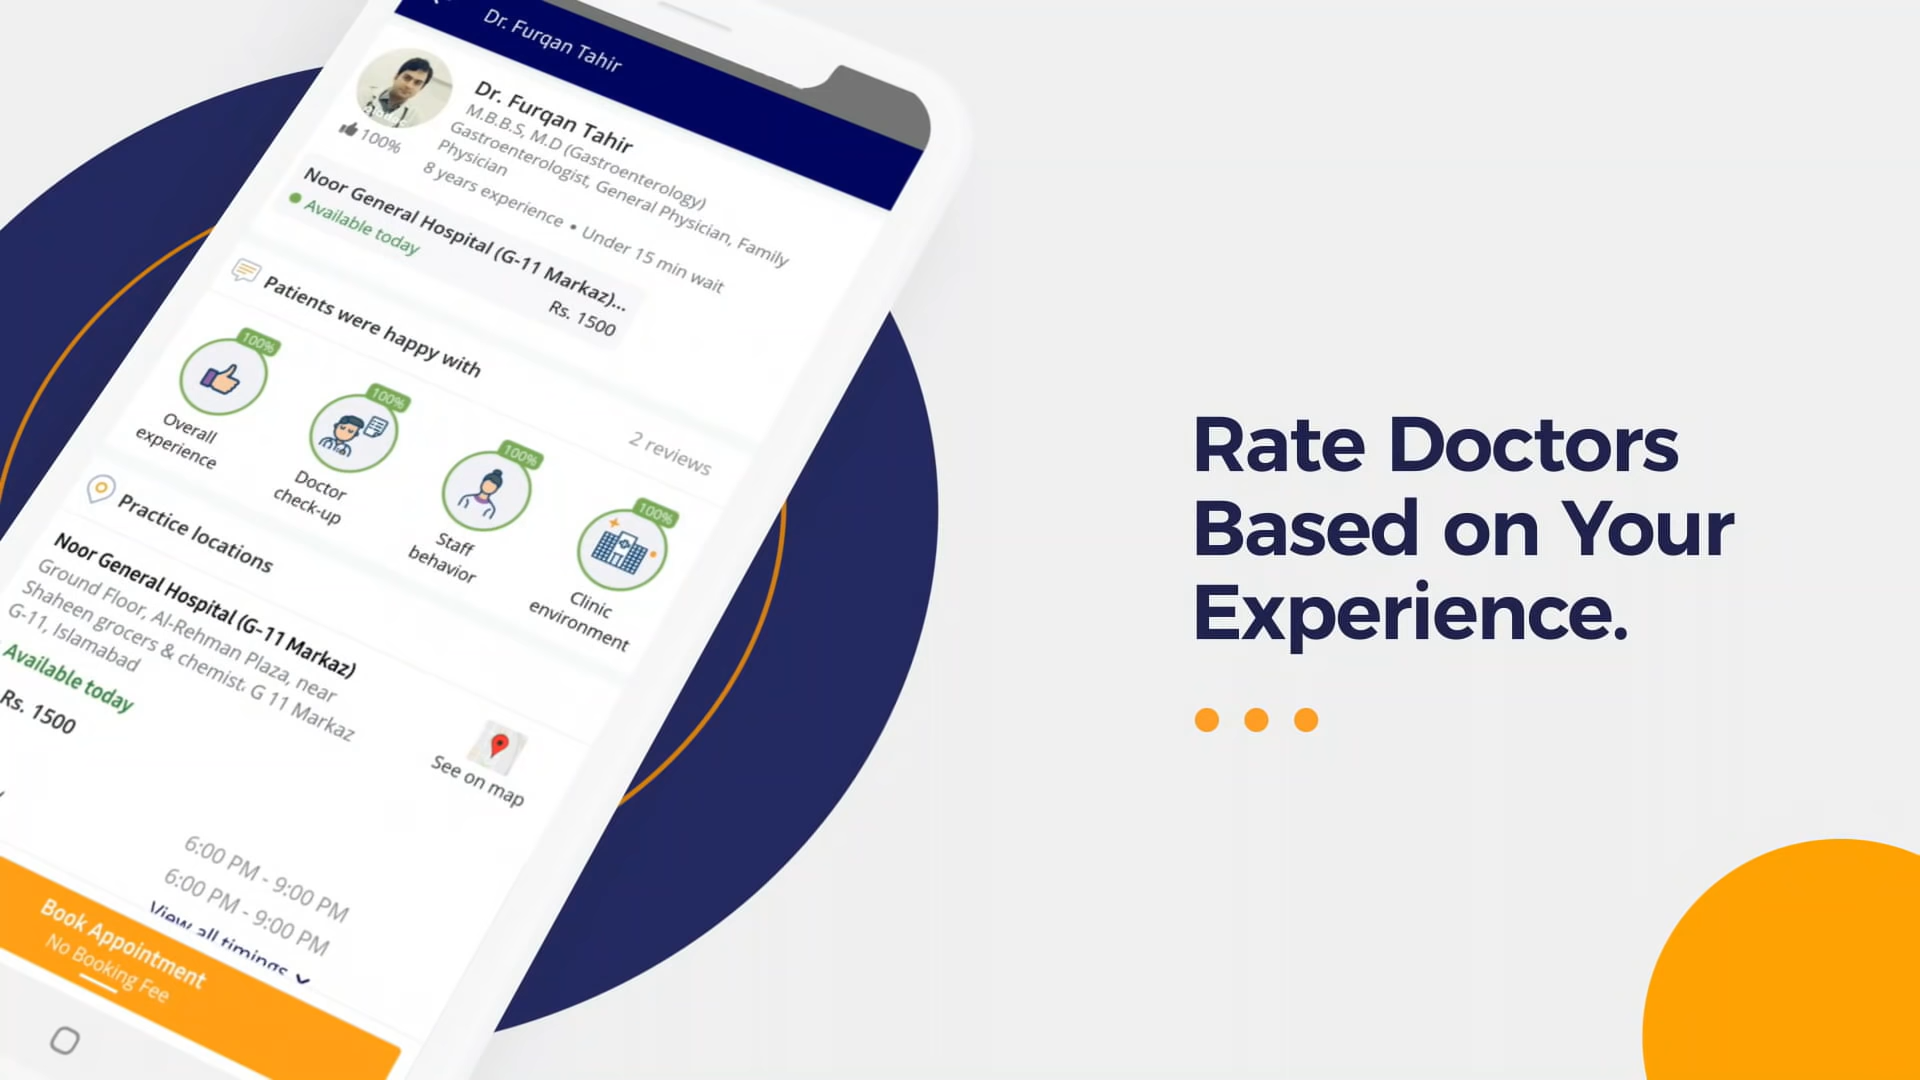 Dr. Furqan Tahir
Dr. Furqan Tahir
M.B.B.S, M.D (Gastroenterology)
Gastroenterologist, General Physician, Family
Physician
8 years experience • Under 15 min wait
100%
Noor General Hospital (G-11 Markaz)...
Available today
Rs. 1500
Patients were happy with
2 reviews
100%
Overall
experience
100%
Doctor
check-up
100%
Staff
behavior
100%
Clinic
environment
Practice locations
Noor General Hospital (G-11 Markaz)
Ground Floor, Al-Rehman Plaza, near
Shaheen grocers & chemist, G 11 Markaz
G-11, Islamabad
Available today
Rs. 1500
See on map
6:00 PM - 9:00 PM
6:00 PM - 9:00 PM
View all timings
Book Appointment
No Booking Fee
Rate Doctors
Based on Your
Experience.